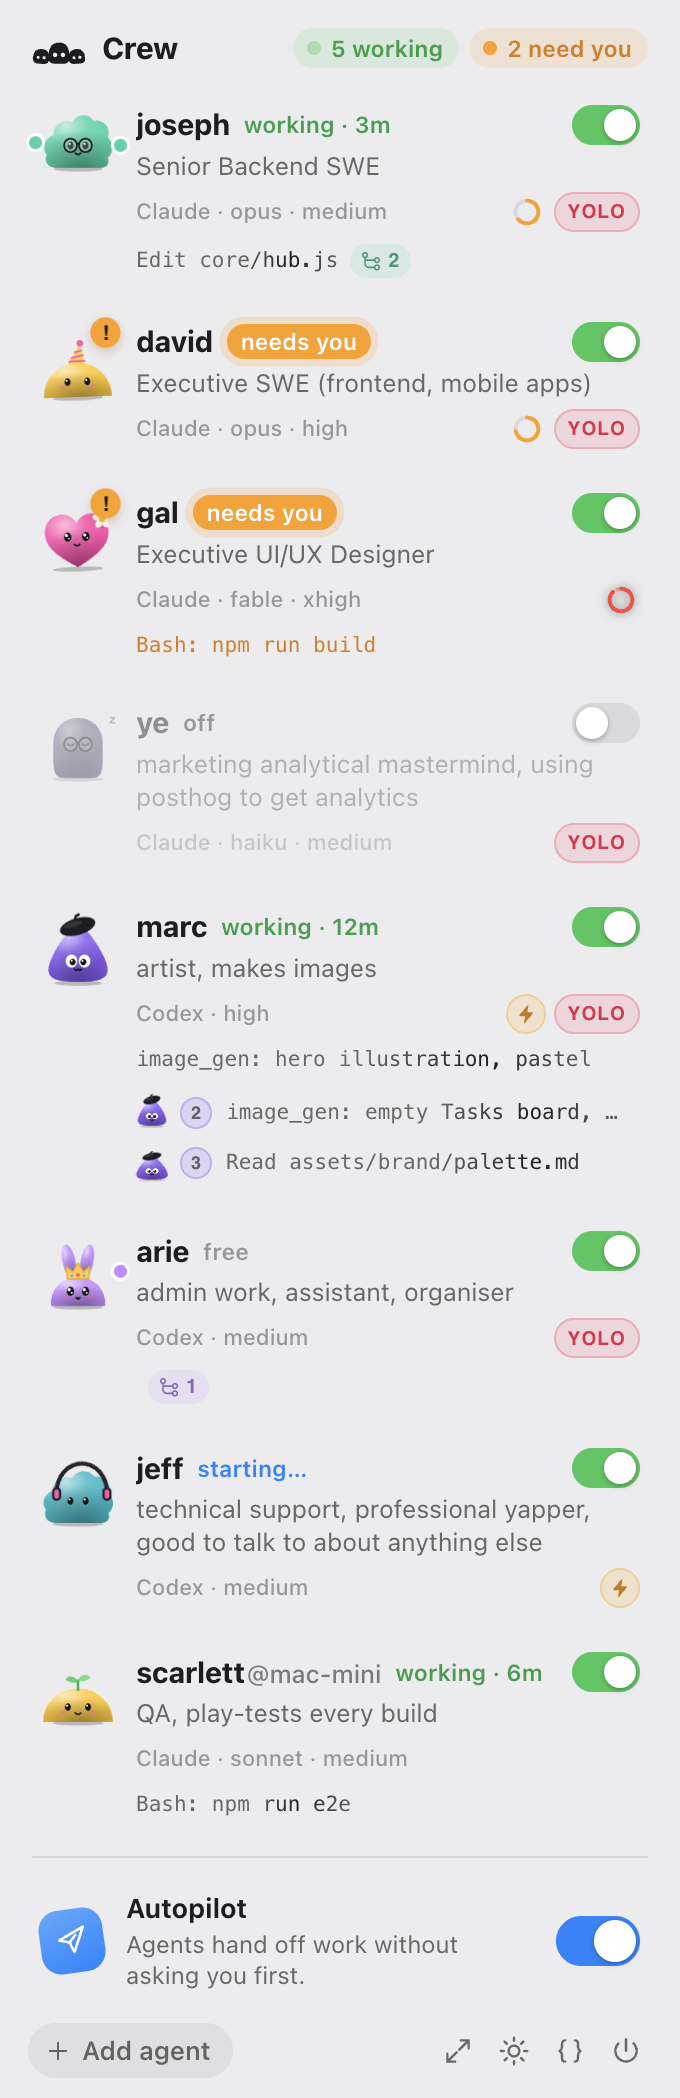 Crew
5 working
2 need you
joseph working · 3m
Senior Backend SWE
Claude · opus · medium
YOLO
Edit core/hub.js 2
!
david needs you
Executive SWE (frontend, mobile apps)
Claude · opus · high
YOLO
!
gal needs you
Executive UI/UX Designer
Claude · fable · xhigh
Bash: npm run build
z
ye off
marketing analytical mastermind, using
posthog to get analytics
Claude · haiku · medium
YOLO
marc working · 12m
artist, makes images
Codex · high
YOLO
image_gen: hero illustration, pastel
2 image_gen: empty Tasks board, …
3 Read assets/brand/palette.md
arie free
admin work, assistant, organiser
Codex · medium
YOLO
1
jeff starting...
technical support, professional yapper,
good to talk to about anything else
Codex · medium
scarlett@mac-mini working · 6m
QA, play-tests every build
Claude · sonnet · medium
Bash: npm run e2e
Autopilot
Agents hand off work without
asking you first.
+ Add agent
{}